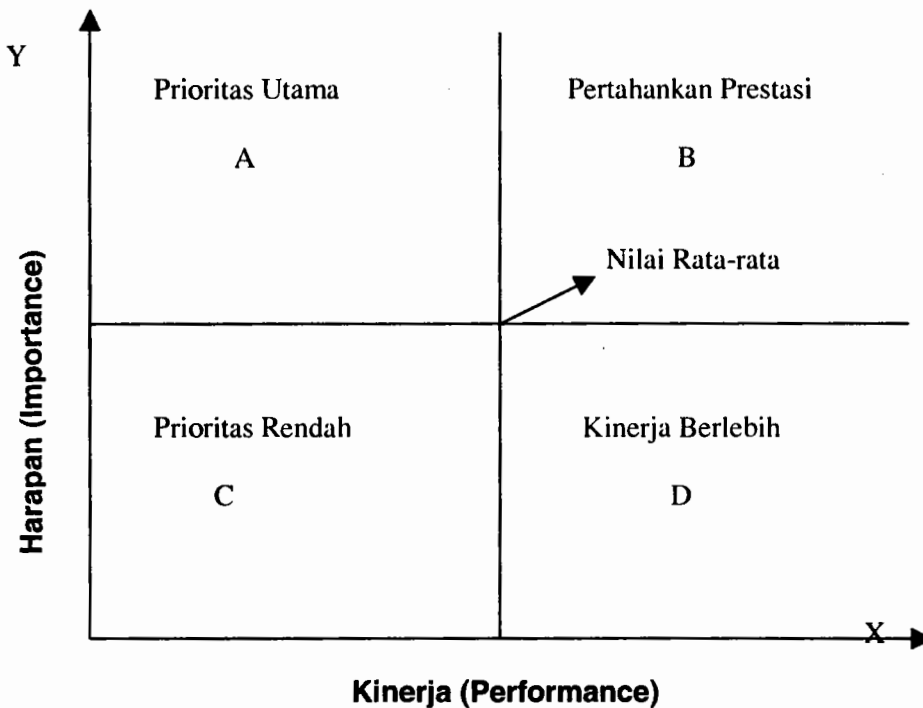 Y
Prioritas Utama
A
Pertahankan Prestasi
B
Nilai Rata-rata
Harapan (Importance)
Prioritas Rendah
C
Kinerja Berlebih
D
X
Kinerja (Performance)